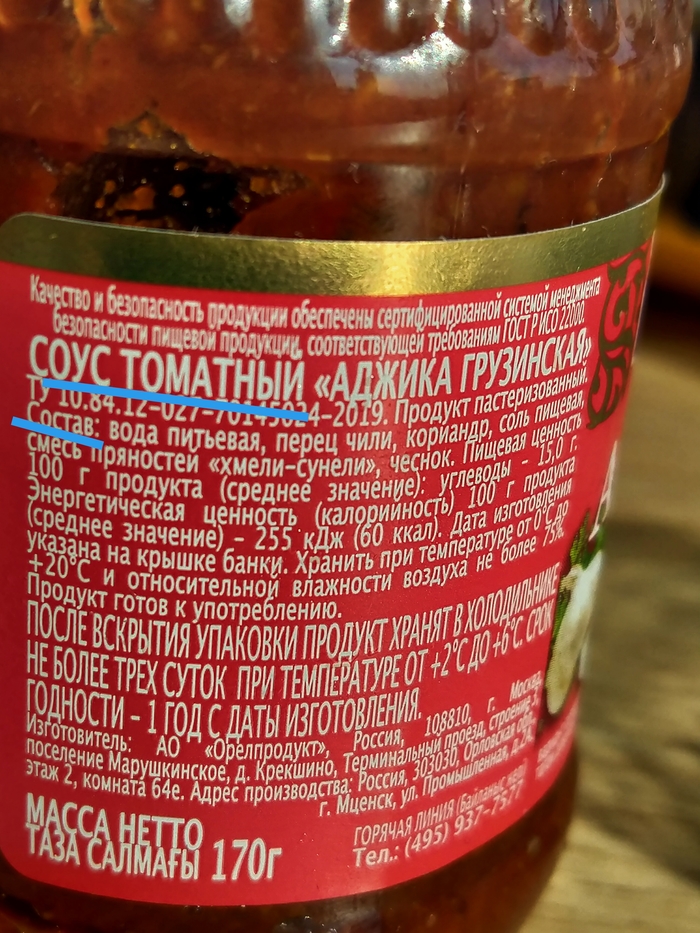 Качество и безопасность продукции обеспечены сертифицированной системой менеджмента
безопасности пищевой продукции, соответствующей требованиям ГОСТ Р ИСО 22000.
СОУС ТОМАТНЫЙ «АДЖИКА ГРУЗИНСКАЯ»
ТУ 10.84.12–027–70145024–2019. Продукт пастеризованный.
Состав: вода питьевая, перец чили, кориандр, соль пищевая,
смесь пряностей «хмели-сунели», чеснок. Пищевая ценность
100 г продукта (среднее значение): углеводы – 15,0 г.
Энергетическая ценность (калорийность) 100 г продукта
(среднее значение) – 255 кДж (60 ккал). Дата изготовления
указана на крышке банки. Хранить при температуре от 0°С до
+20°С и относительной влажности воздуха не более 75%.
Продукт готов к употреблению.
ПОСЛЕ ВСКРЫТИЯ УПАКОВКИ ПРОДУКТ ХРАНЯТ В ХОЛОДИЛЬНИКЕ
НЕ БОЛЕЕ ТРЕХ СУТОК ПРИ ТЕМПЕРАТУРЕ ОТ +2°С ДО +6°С. СРОК
ГОДНОСТИ – 1 ГОД С ДАТЫ ИЗГОТОВЛЕНИЯ.
Изготовитель: АО «Орелпродукт», Россия, 108810, г. Москва,
поселение Марушкинское, д. Крекшино, Терминальный проезд, строение
этаж 2, комната 64е. Адрес производства: Россия, 303030, Орловская обл.,
г. Мценск, ул. Промышленная,
МАССА НЕТТО
ТАЗА САЛМАҒЫ 170г
ГОРЯЧАЯ ЛИНИЯ
Тел.: (495) 937–7577